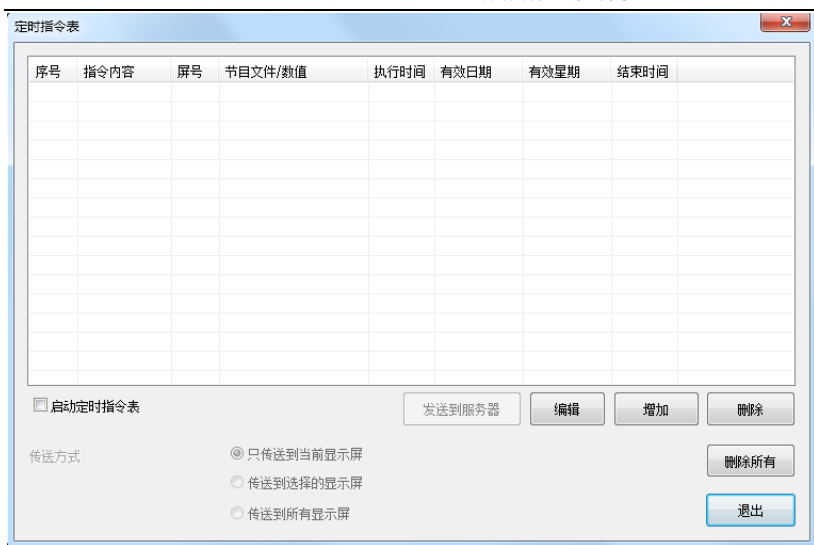 定时指令表
序号 指令内容 屏号 节目文件/数值 执行时间 有效日期 有效星期 结束时间
启动定时指令表 发送到服务器 编辑 增加 删除
传送方式 只传送到当前显示屏 删除所有
传送到选择的显示屏
传送到所有显示屏 退出